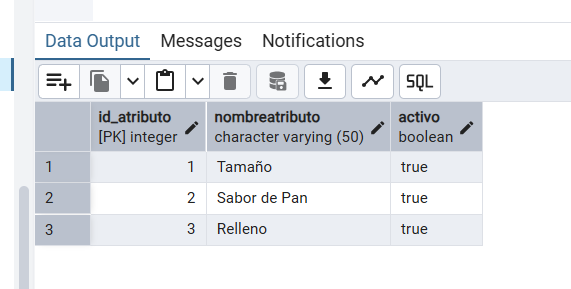 Data Output Messages Notifications
SQL
id_atributo nombreatributo activo
[PK] integer character varying (50) boolean
1 1 Tamaño true
2 2 Sabor de Pan true
3 3 Relleno true